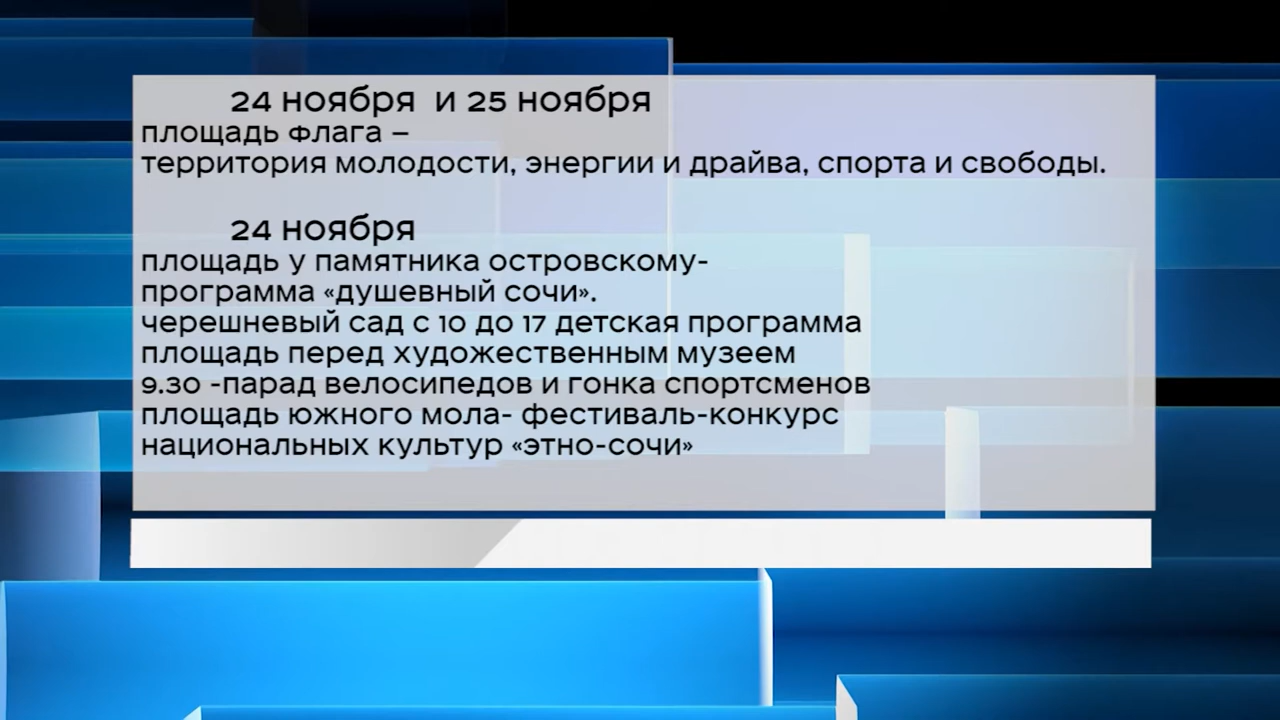 24 ноября и 25 ноября
площадь флага –
территория молодости, энергии и драйва, спорта и свободы.
24 ноября
площадь у памятника островскому-
программа «душевный сочи».
черешневый сад с 10 до 17 детская программа
площадь перед художественным музеем
9.30 -парад велосипедов и гонка спортсменов
площадь южного мола- фестиваль-конкурс
национальных культур «этно-сочи»